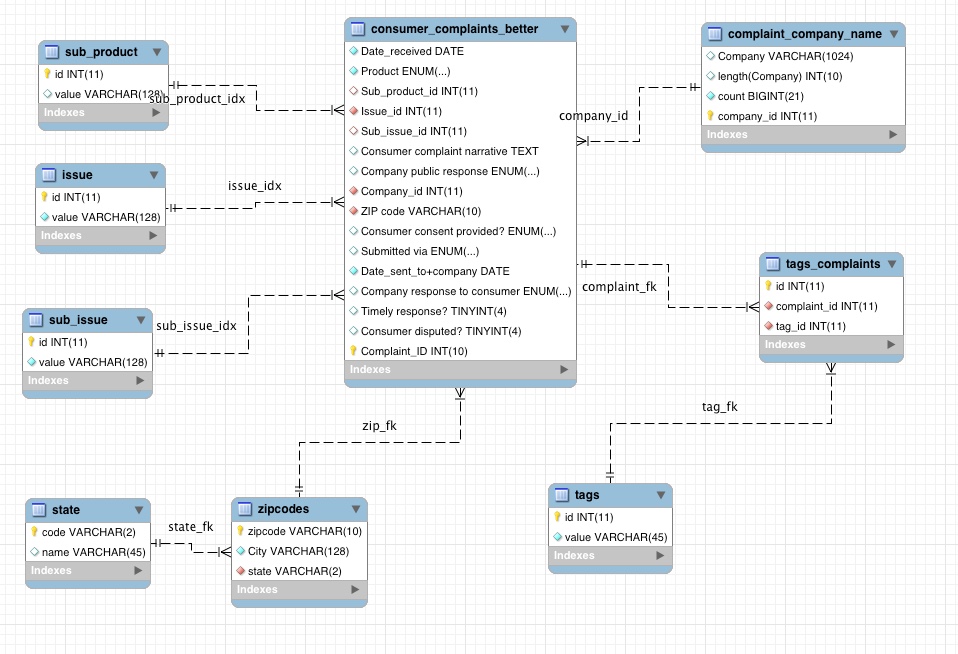 sub_product
id INT(11)
value VARCHAR(128)
Indexes
sub_product_idx
issue
id INT(11)
value VARCHAR(128)
Indexes
issue_idx
sub_issue
id INT(11)
value VARCHAR(128)
Indexes
sub_issue_idx
consumer_complaints_better
Date_received DATE
Product ENUM(...)
Sub_product_id INT(11)
Issue_id INT(11)
Sub_issue_id INT(11)
Consumer complaint narrative TEXT
Company public response ENUM(...)
Company_id INT(11)
ZIP code VARCHAR(10)
Consumer consent provided? ENUM(...)
Submitted via ENUM(...)
Date_sent_to+company DATE
Company response to consumer ENUM(...)
Timely response? TINYINT(4)
Consumer disputed? TINYINT(4)
Complaint_ID INT(10)
Indexes
complaint_company_name
Company VARCHAR(1024)
length(Company) INT(10)
count BIGINT(21)
company_id INT(11)
Indexes
company_id
tags_complaints
id INT(11)
complaint_id INT(11)
tag_id INT(11)
Indexes
complaint_fk
tag_fk
zip_fk
state
code VARCHAR(2)
name VARCHAR(45)
Indexes
state_fk
zipcodes
zipcode VARCHAR(10)
City VARCHAR(128)
state VARCHAR(2)
Indexes
tags
id INT(11)
value VARCHAR(45)
Indexes